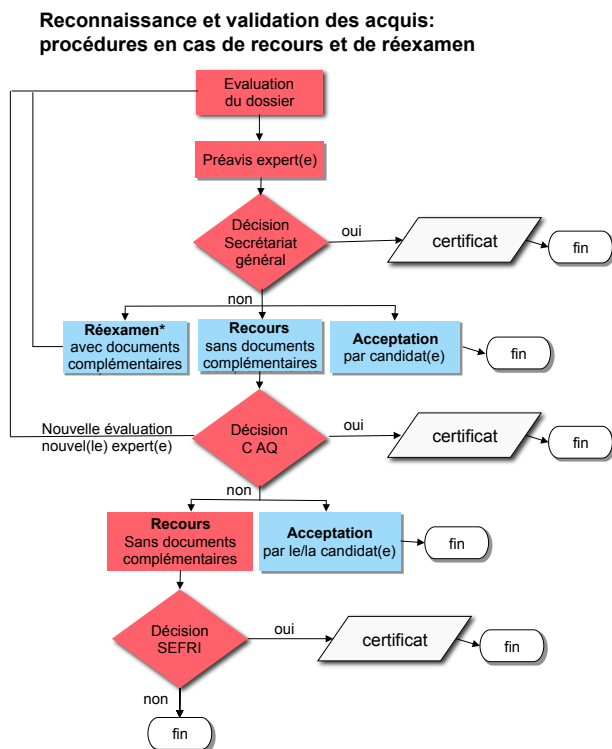 Reconnaissance et validation des acquis:
procédures en cas de recours et de réexamen
Evaluation
du dossier
Préavis expert(e)
Décision
Secrétariat
général
oui
certificat
fin
non
Réexamen*
avec documents
complémentaires
Recours
sans documents
complémentaires
Acceptation
par candidat(e)
fin
Nouvelle évaluation
nouvel(le) expert(e)
Décision
C AQ
oui
certificat
fin
non
Recours
Sans documents
complémentaires
Acceptation
par le/la candidat(e)
fin
Décision
SEFRI
oui
certificat
fin
non
fin